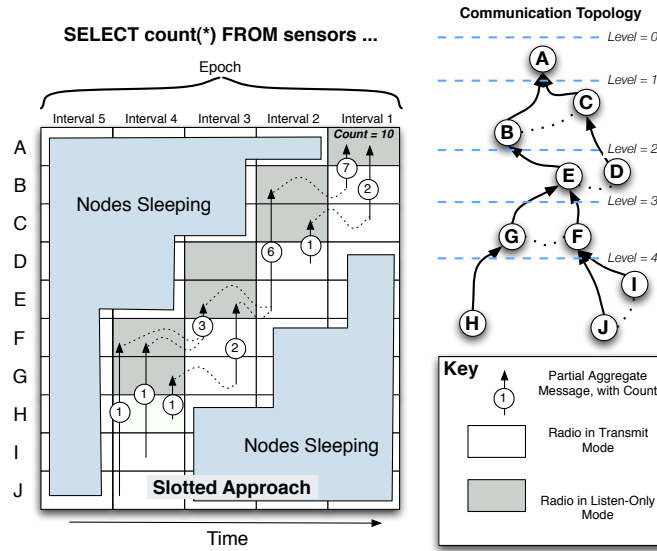 SELECT count(*) FROM sensors ...
Epoch
Interval 5 Interval 4 Interval 3 Interval 2 Interval 1
Count = 10
A
B
C
D
E
F
G
H
I
J
Nodes Sleeping
7
2
1
6
3
2
1
1
1
Nodes Sleeping
Slotted Approach
Time
Communication Topology
Level = 0
A
Level = 1
C
B
Level = 2
E
D
Level = 3
G
F
Level = 4
I
H
J
Key
1
Partial Aggregate
Message, with Count
Radio in Transmit
Mode
Radio in Listen-Only
Mode